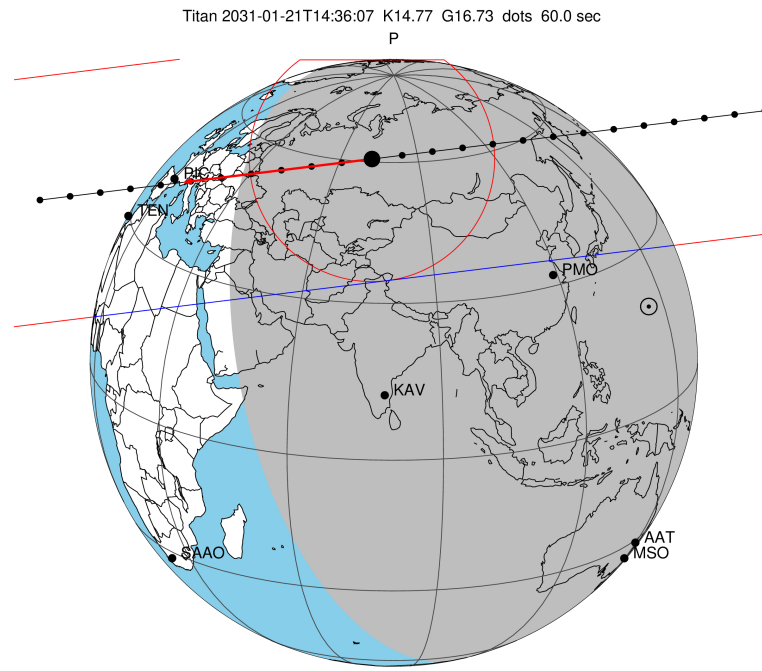 Titan 2031-01-21T14:36:07 K14.77 G16.73 dots 60.0 sec
P
PIC
TEN
PMO
KAV
AAT
MSO
SAAO